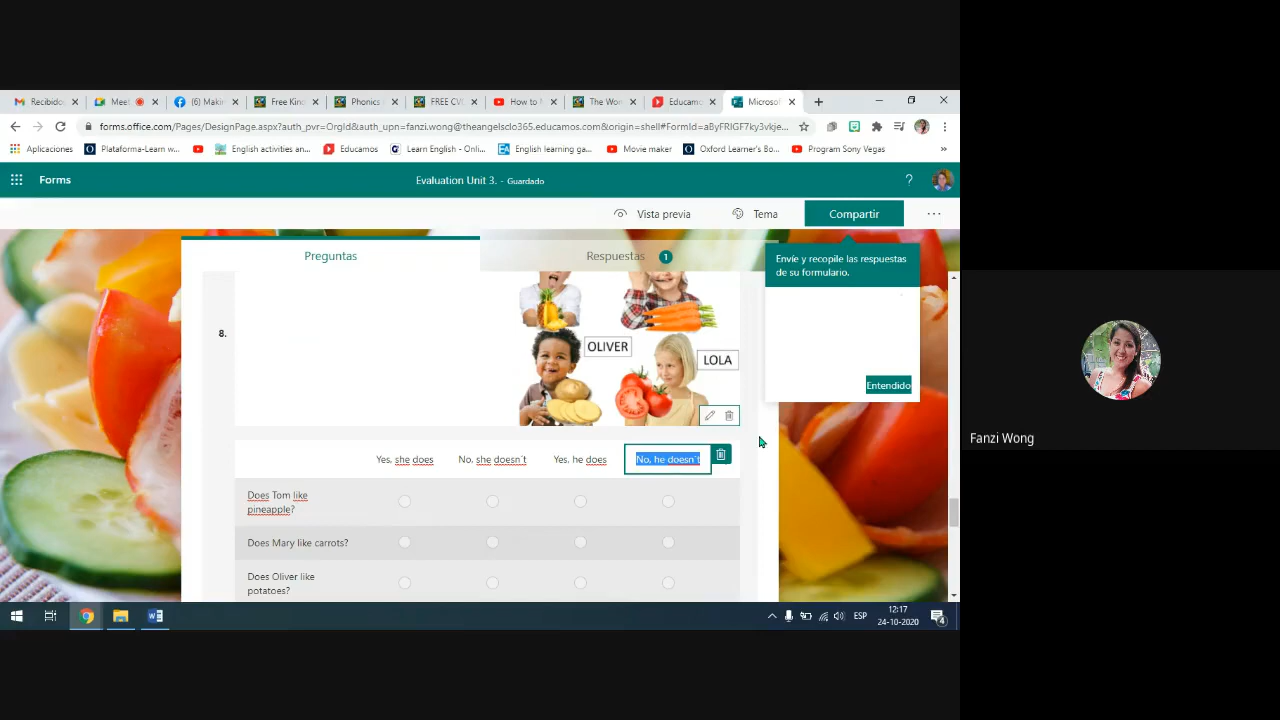 Recibido
Meet
(6) Makin
Free Kin
Phonics
FREE CV
How to
The Won
Educamo
Microsof
forms.office.com/Pages/DesignPage.aspx?auth_pvr=OrgId&auth_upn=fanzi.wong@theangelsclo365.educamos.com&origin=shell#FormId=aByFRIGF7ky3vkje...
Aplicaciones
Plataforma-Learn w...
English activities an...
Educamos
Learn English - Onli...
English learning ga...
Movie maker
Oxford Learner's Bo...
Program Sony Vegas
»
Forms
Evaluation Unit 3. - Guardado
?
Vista previa
Tema
Compartir
...
Preguntas
Respuestas 1
Envíe y recopile las respuestas
de su formulario.
Entendido
8.
OLIVER
LOLA
Yes, she does
No, she doesn´t
Yes, he does
No, he doesn´t
Does Tom like
pineapple?
Does Mary like carrots?
Does Oliver like
potatoes?
Fanzi Wong
ESP
12:17
24-10-2020
4